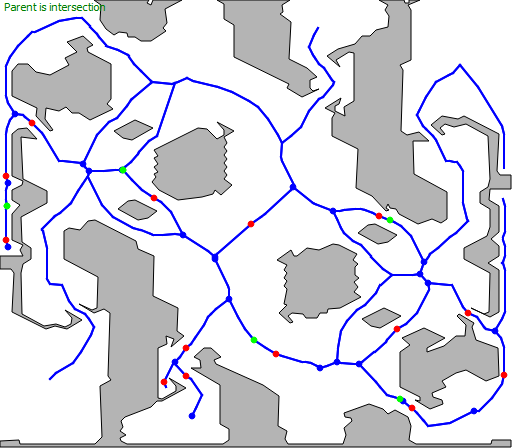 Parent is intersection